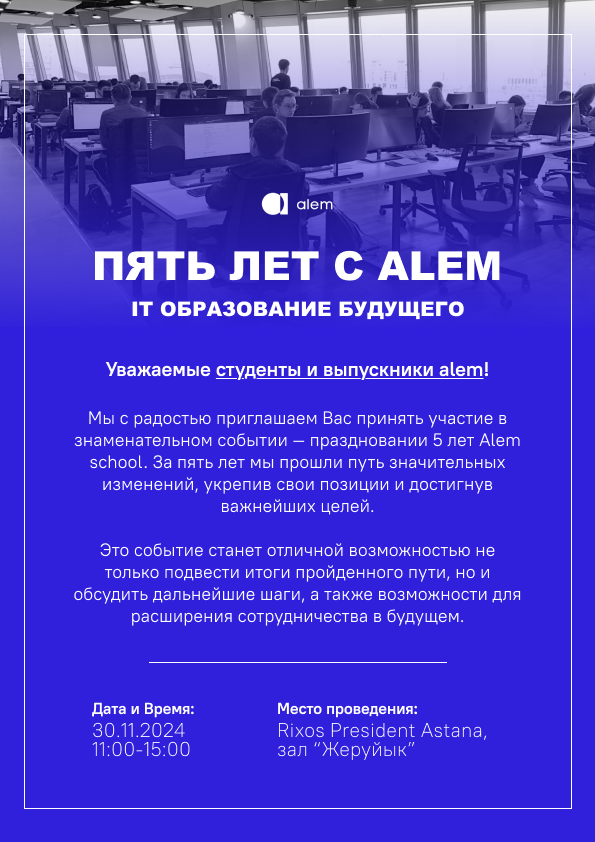 alem
ПЯТЬ ЛЕТ С ALEM
IT ОБРАЗОВАНИЕ БУДУЩЕГО
Уважаемые студенты и выпускники alem!
Мы с радостью приглашаем Вас принять участие в
знаменательном событии — праздновании 5 лет Alem
school. За пять лет мы прошли путь значительных
изменений, укрепив свои позиции и достигнув
важнейших целей.
Это событие станет отличной возможностью не
только подвести итоги пройденного пути, но и
обсудить дальнейшие шаги, а также возможности для
расширения сотрудничества в будущем.
Дата и Время:
30.11.2024
11:00-15:00
Место проведения:
Rixos President Astana,
зал “Жеруйык”